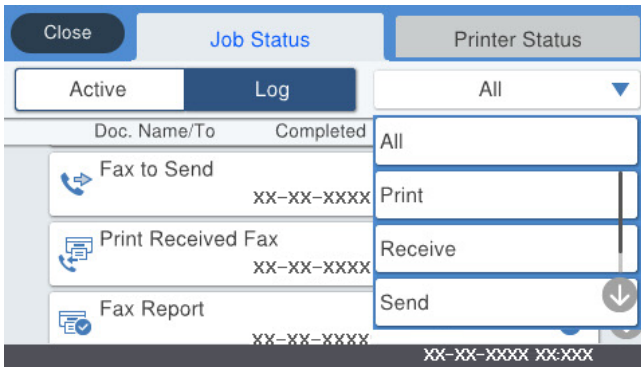 Close
Job Status
Printer Status
Active
Log
All
Doc. Name/To
Completed
All
Fax to Send
XX-XX-XXXX
Print
Print Received Fax
XX-XX-XXXX
Receive
Fax Report
XX-XX-XXXX
Send
XX-XX-XXXX XX:XXX